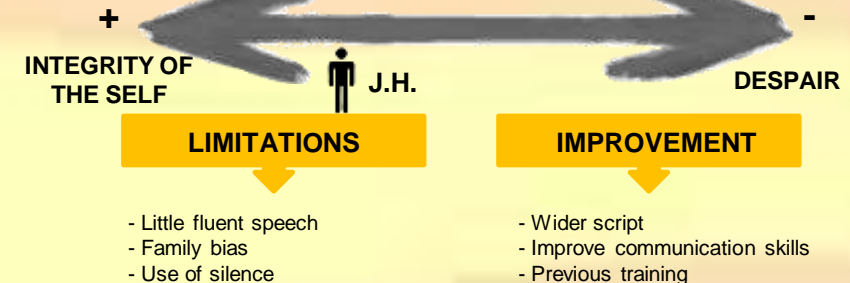 +
-
INTEGRITY OF
THE SELF
J.H.
DESPAIR
LIMITATIONS
- Little fluent speech
- Family bias
- Use of silence
IMPROVEMENT
- Wider script
- Improve communication skills
- Previous training